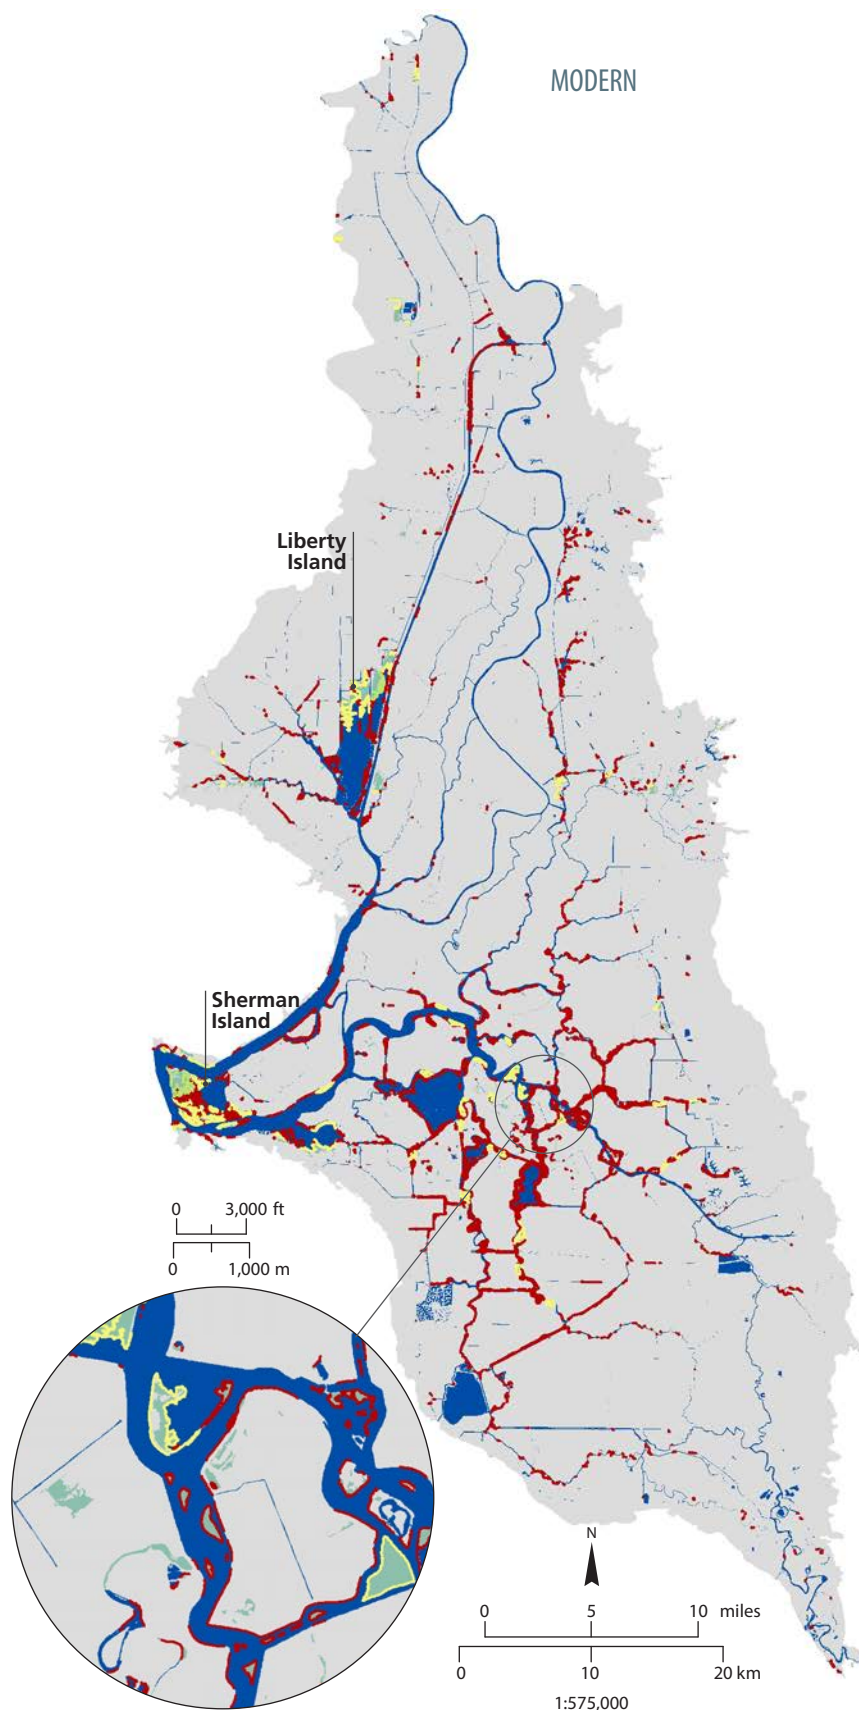 MODERN
Liberty
Island
Sherman
Island
0 3,000 ft
0 1,000 m
N
0 5 10 miles
0 10 20 km
1:575,000